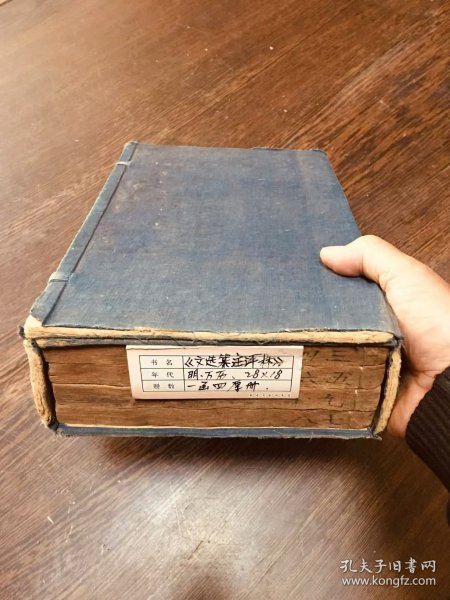 书名 《文选纂注评林》
年代 明·万历、28×18
册数 一函四厚册
孔夫子旧书网
www.kongfz.com